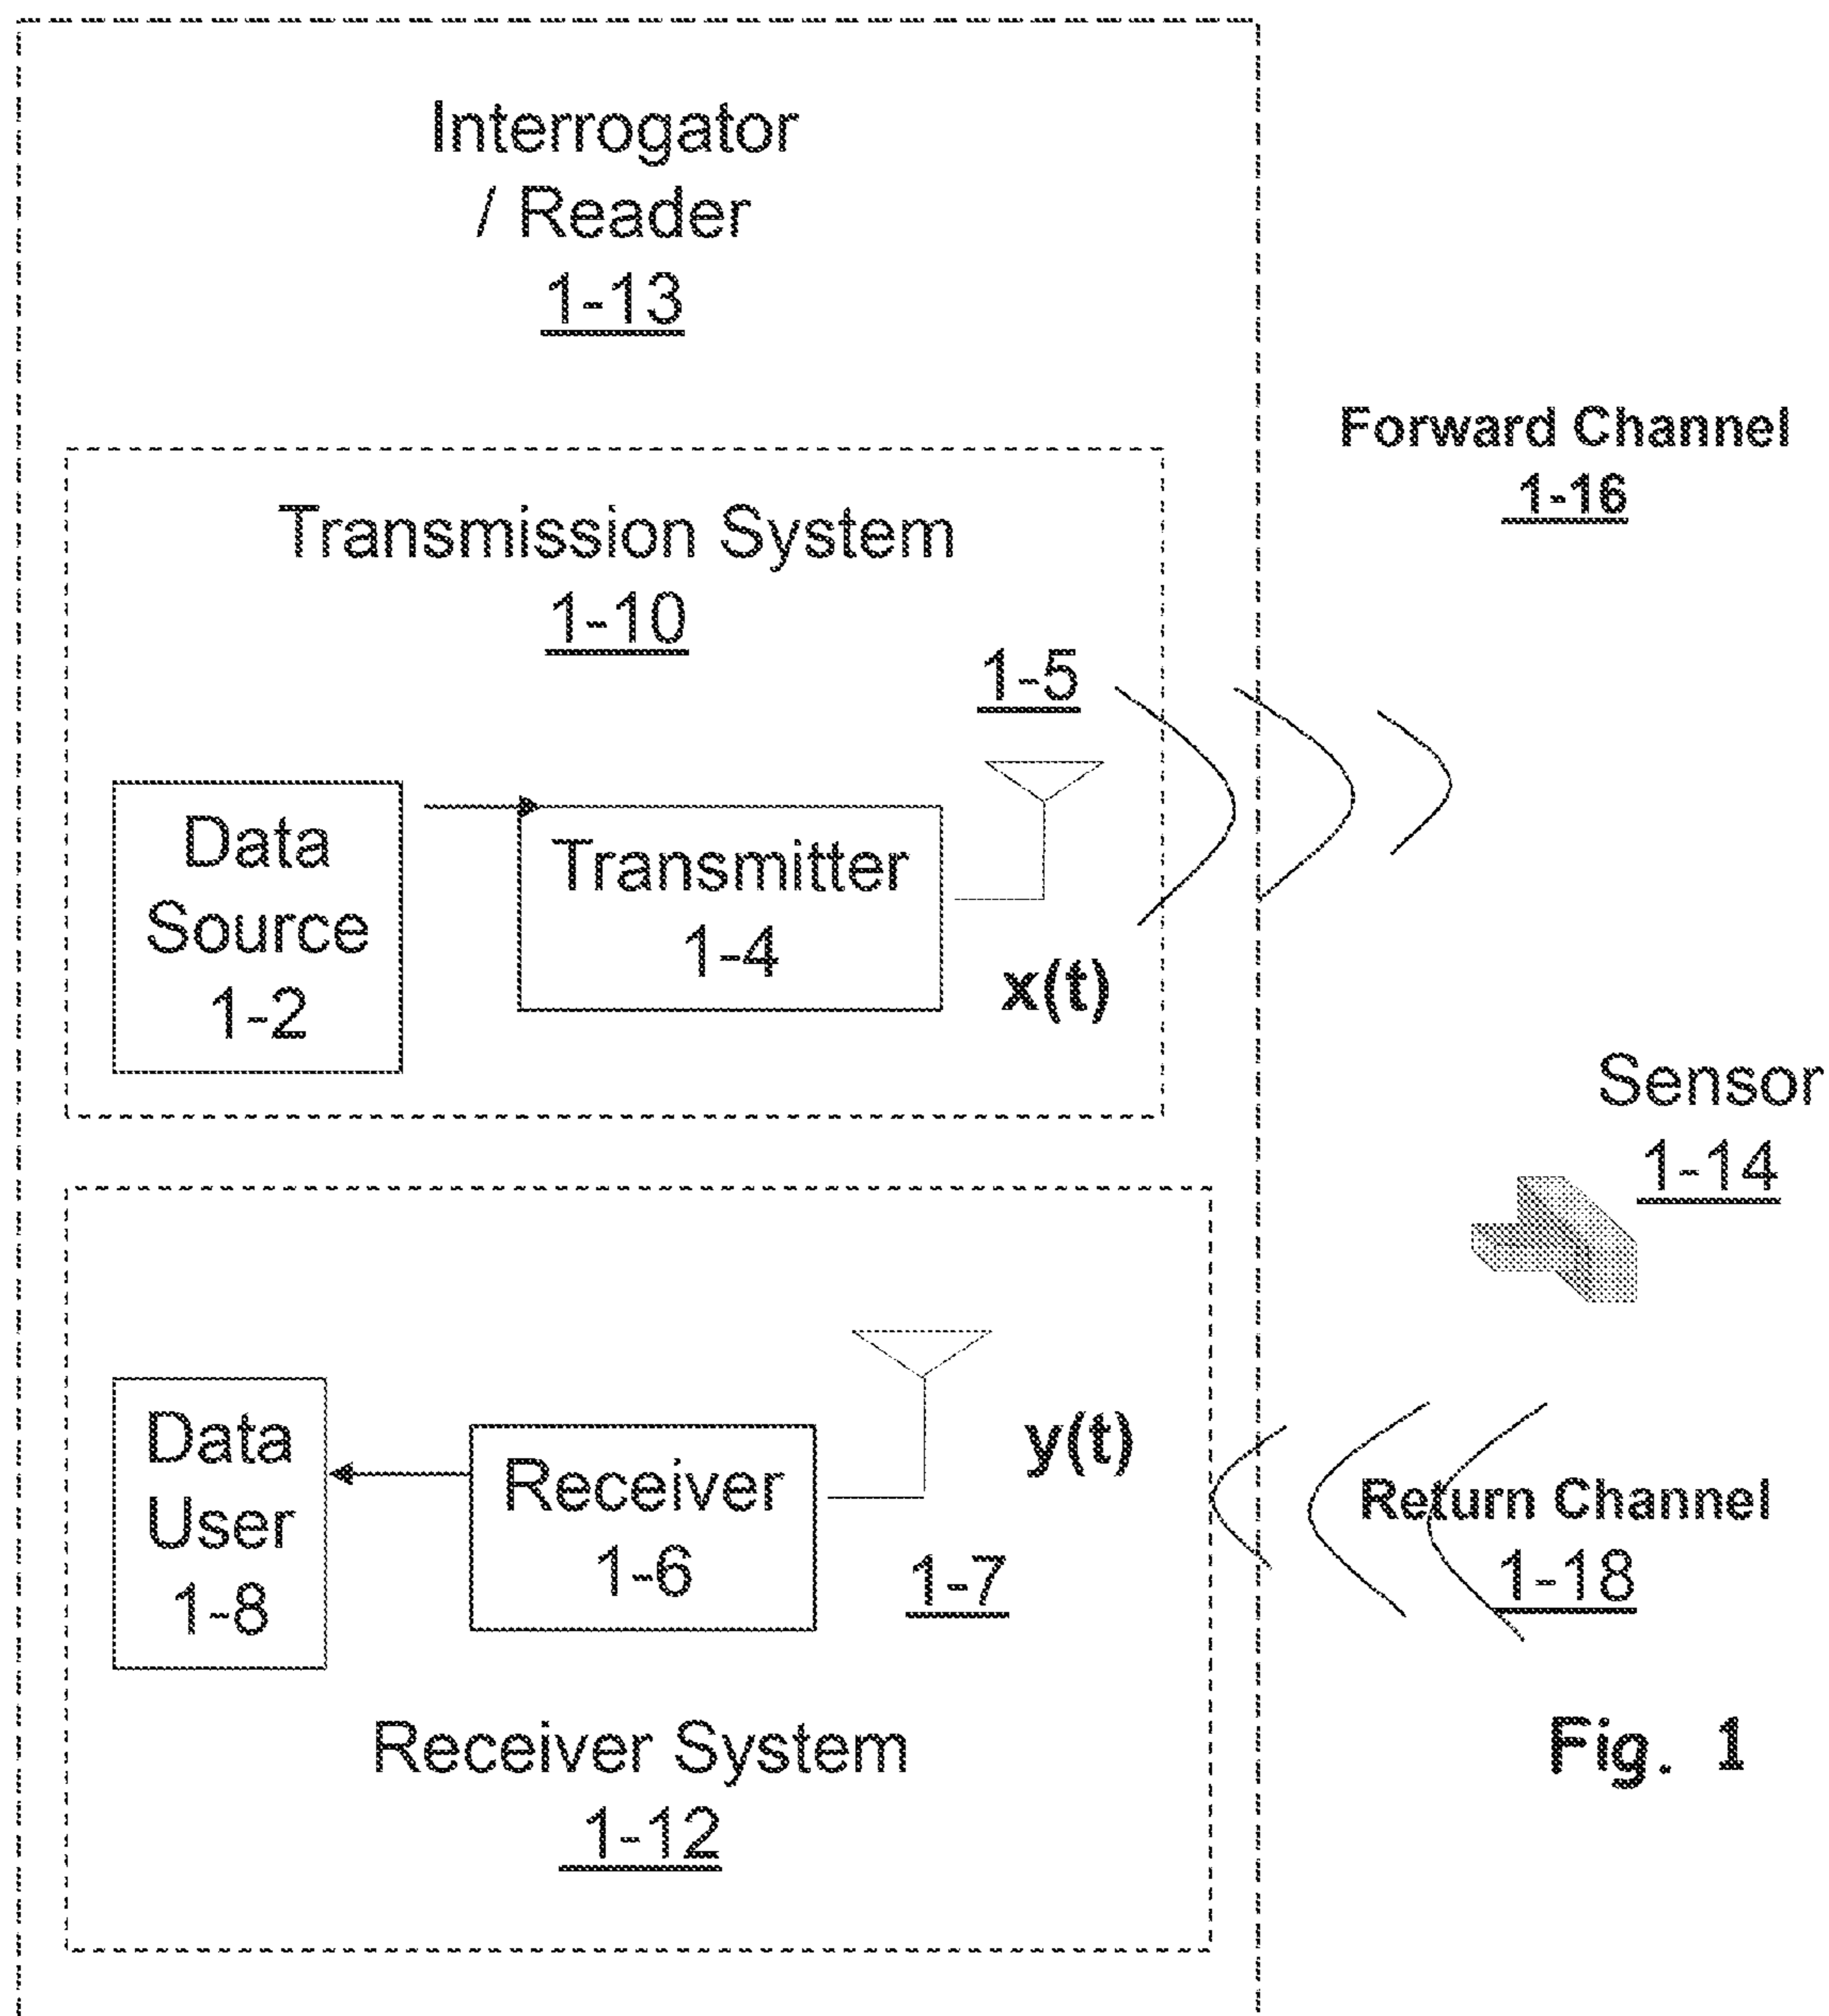 Interrogator
/ Reader
1-13
Forward Channel
1-16
Transmission System
1-10
1-5
Data
Source
1-2
Transmitter
1-4
x(t)
Sensor
1-14
Data
User
1-8
Receiver
1-6
y(t)
1-7
Return Channel
1-18
Receiver System
1-12
Fig. 1